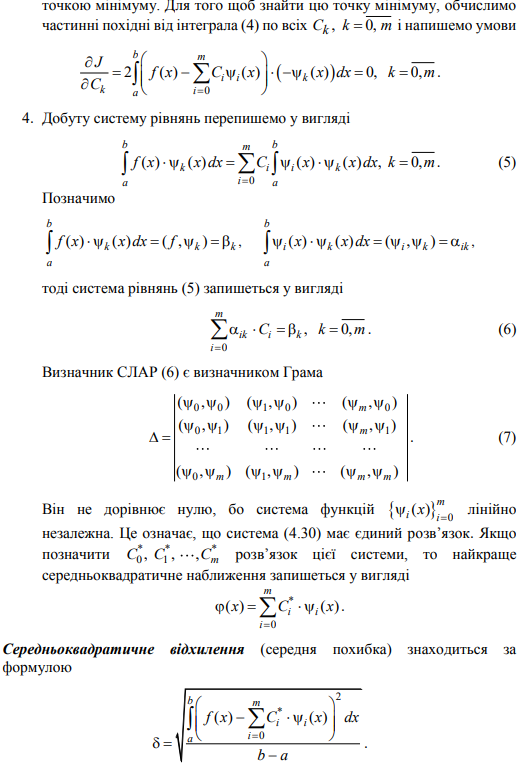 точкою мінімуму. Для того щоб знайти цю точку мінімуму, обчислимо
частинні похідні від інтеграла (4) по всіх $C_k$, $k = \overline{0, m}$ і напишемо умови
$\frac{\partial J}{\partial C_k} = 2\int_a^b \left( f(x) - \sum_{i=0}^m C_i \psi_i(x) \right) \cdot (-\psi_k(x)) dx = 0, \; k = \overline{0,m}.$
4. Добуту систему рівнянь перепишемо у вигляді
$\int_a^b f(x) \cdot \psi_k(x) dx = \sum_{i=0}^m C_i \int_a^b \psi_i(x) \cdot \psi_k(x) dx, \; k = \overline{0,m}.$ (5)
Позначимо
$\int_a^b f(x) \cdot \psi_k(x) dx = (f, \psi_k) = \beta_k, \quad \int_a^b \psi_i(x) \cdot \psi_k(x) dx = (\psi_i, \psi_k) = \alpha_{ik},$
тоді система рівнянь (5) запишеться у вигляді
$\sum_{i=0}^m \alpha_{ik} \cdot C_i = \beta_k, \; k = \overline{0,m}.$ (6)
Визначник СЛАР (6) є визначником Грама
$\Delta = \begin{vmatrix} (\psi_0,\psi_0) & (\psi_1,\psi_0) & \cdots & (\psi_m,\psi_0) \\ (\psi_0,\psi_1) & (\psi_1,\psi_1) & \cdots & (\psi_m,\psi_1) \\ \cdots & \cdots & \cdots & \cdots \\ (\psi_0,\psi_m) & (\psi_1,\psi_m) & \cdots & (\psi_m,\psi_m) \end{vmatrix}.$ (7)
Він не дорівнює нулю, бо система функцій $\{\psi_i(x)\}_{i=0}^m$ лінійно
незалежна. Це означає, що система (4.30) має єдиний розв’язок. Якщо
позначити $C_0^*, C_1^*, \cdots, C_m^*$ розв’язок цієї системи, то найкраще
середньоквадратичне наближення запишеться у вигляді
$\varphi(x) = \sum_{i=0}^m C_i^* \cdot \psi_i(x).$
Середньоквадратичне відхилення (середня похибка) знаходиться за
формулою
$\delta = \sqrt{\frac{\int_a^b \left( f(x) - \sum_{i=0}^m C_i^* \cdot \psi_i(x) \right)^2 dx}{b - a}}.$